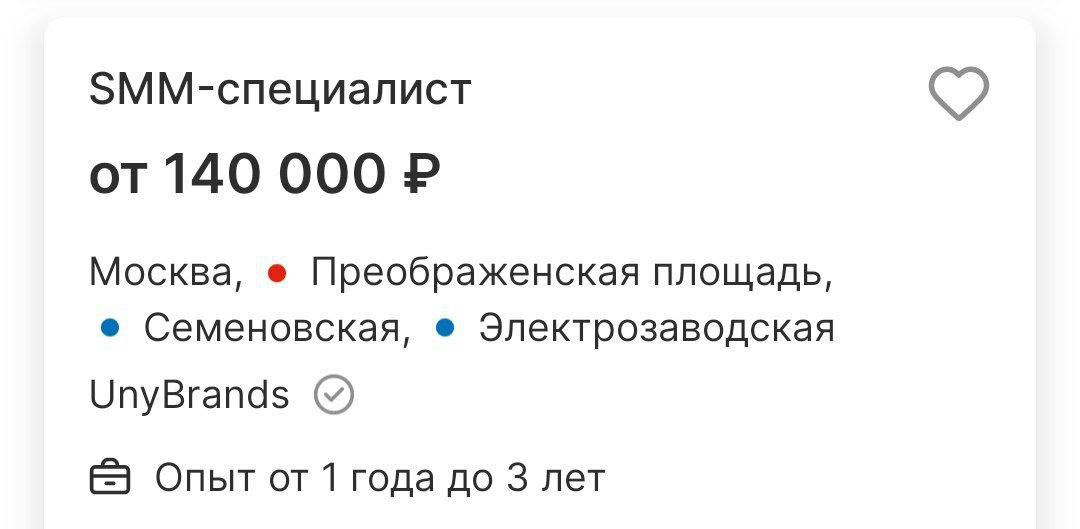 SMM-специалист
от 140 000 ₽
Москва, Преображенская площадь,
Семеновская, Электрозаводская
UnyBrands
Опыт от 1 года до 3 лет